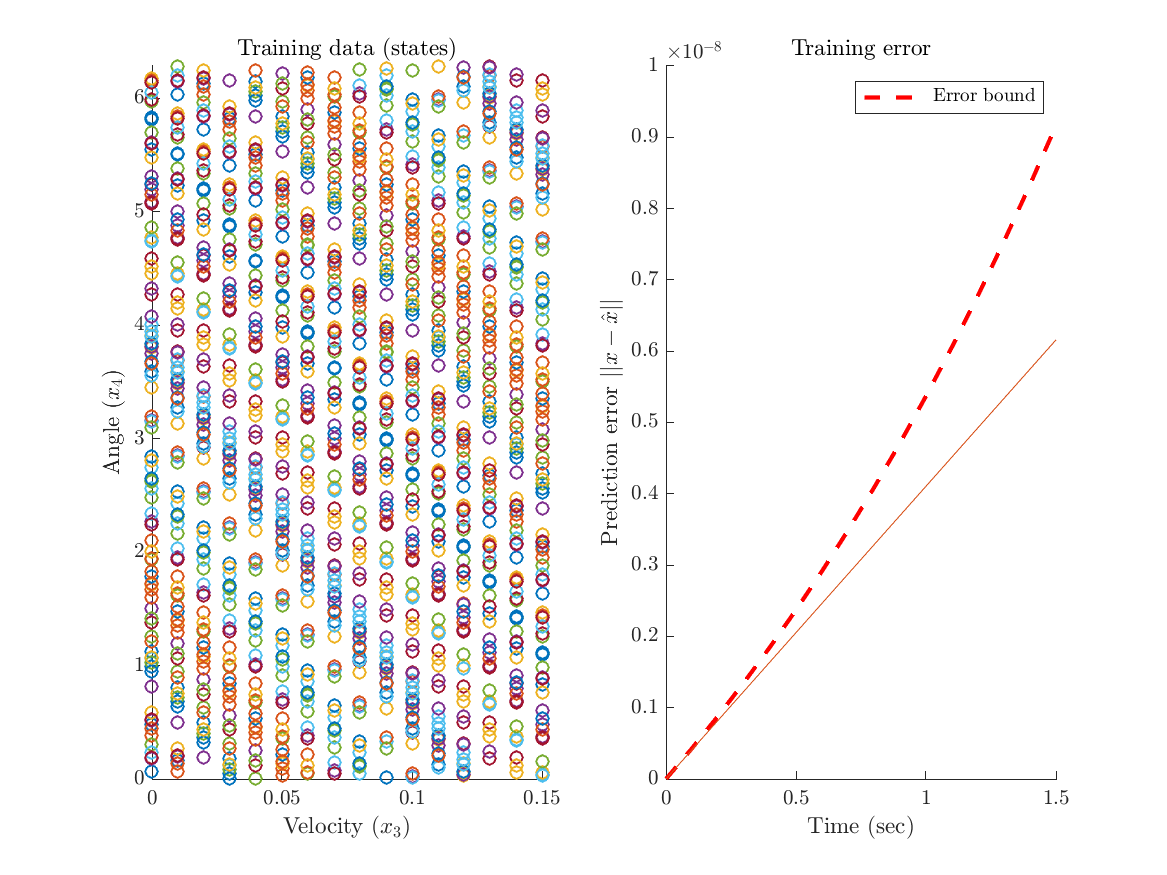 Training data (states)
6
5
4
3
2
1
0
0 0.05 0.1 0.15
Velocity (x₃)
Angle (x₄)
Training error
×10⁻⁸
1
0.9
0.8
0.7
0.6
0.5
0.4
0.3
0.2
0.1
0
0 0.5 1 1.5
Time (sec)
Prediction error ||x − x̂||
Error bound